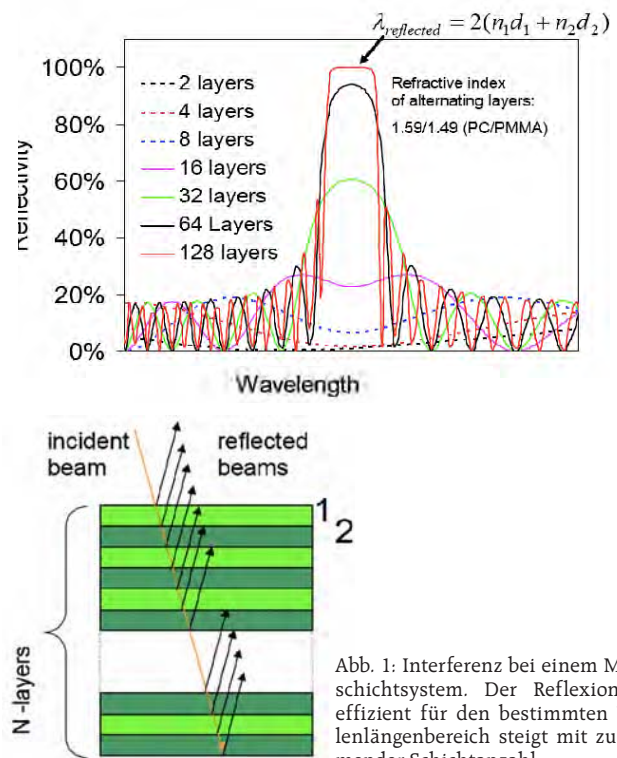 λreflected = 2(n1d1 + n2d2)
100%
80%
60%
40%
20%
0%
Reflectivity
2 layers
4 layers
8 layers
16 layers
32 layers
64 Layers
128 layers
Refractive index
of alternating layers:
1.59/1.49 (PC/PMMA)
Wavelength
incident
beam
reflected
beams
1
2
N-layers
Abb. 1: Interferenz bei einem M
schichtsystem. Der Reflexion
effizient für den bestimmten
lenlängenbereich steigt mit zu
mender Schichtanzahl